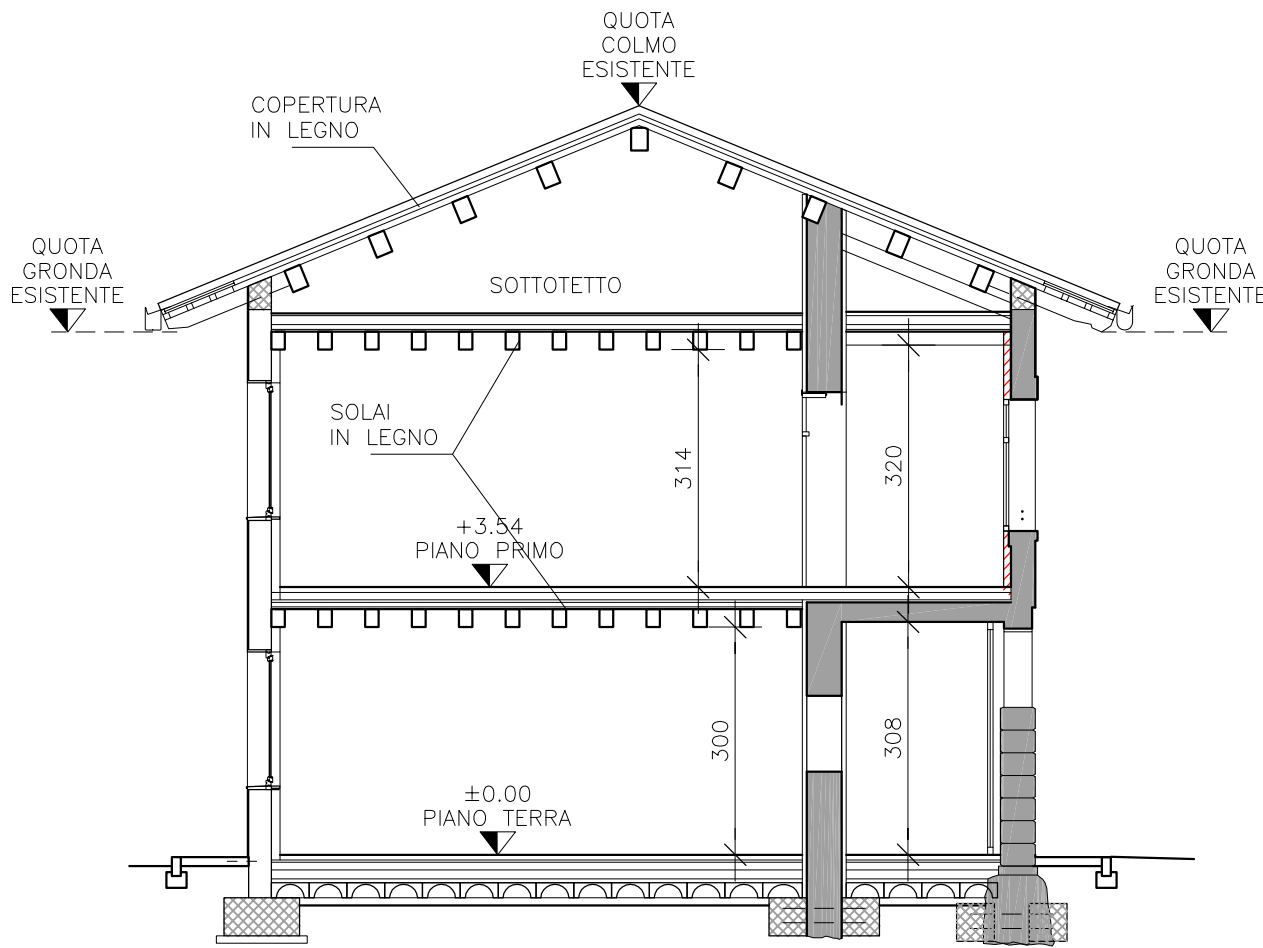 QUOTA
COLMO
ESISTENTE
COPERTURA
IN LEGNO
QUOTA
GRONDA
ESISTENTE
QUOTA
GRONDA
ESISTENTE
SOTTOTETTO
SOLAI
IN LEGNO
314
320
+3.54
PIANO PRIMO
300
308
±0.00
PIANO TERRA